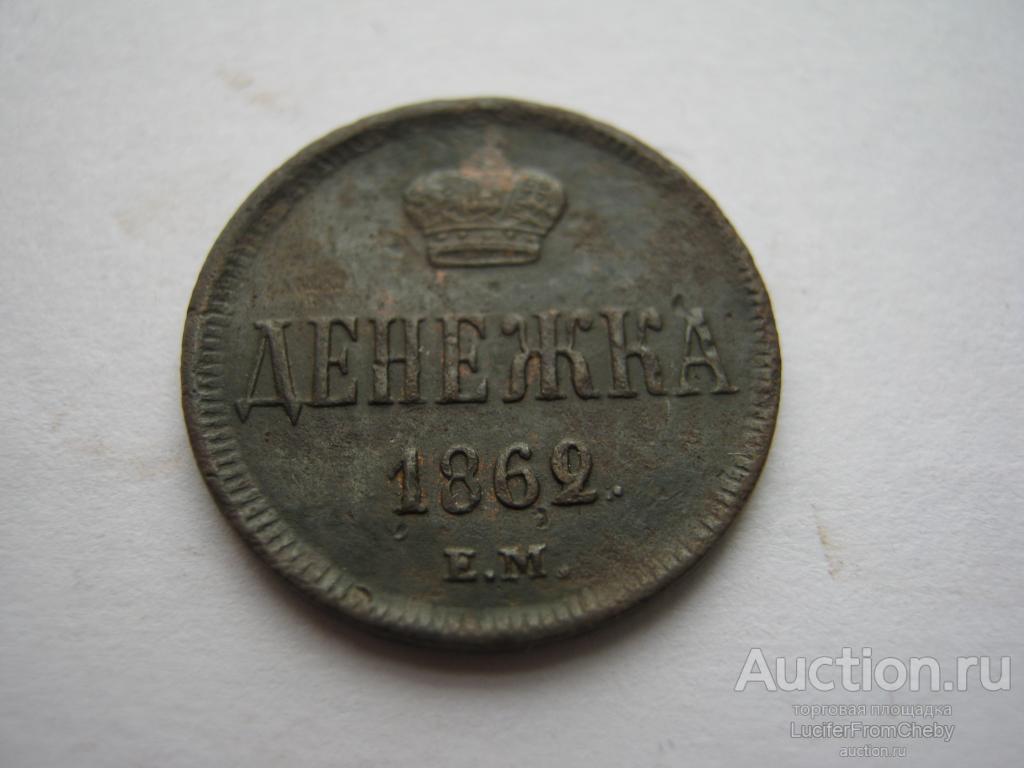 ДЕНЕЖКА
1862.
Е.М.
Auction.ru
торговая площадка
LuciferFromCheby
auction.ru